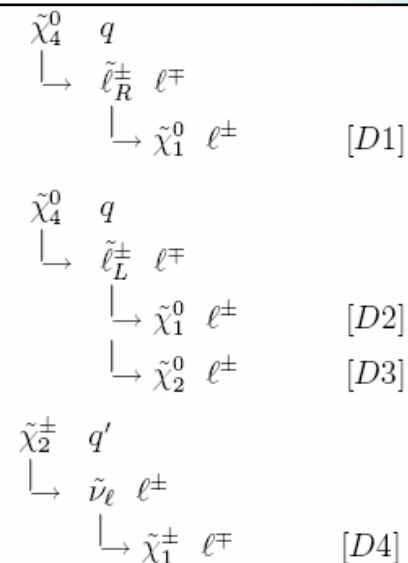 χ̃⁰₄ q
ℓ̃±_R ℓ∓
χ̃⁰₁ ℓ± [D1]
χ̃⁰₄ q
ℓ̃±_L ℓ∓
χ̃⁰₁ ℓ± [D2]
χ̃⁰₂ ℓ± [D3]
χ̃±₂ q′
ν̃_ℓ ℓ±
χ̃±₁ ℓ∓ [D4]